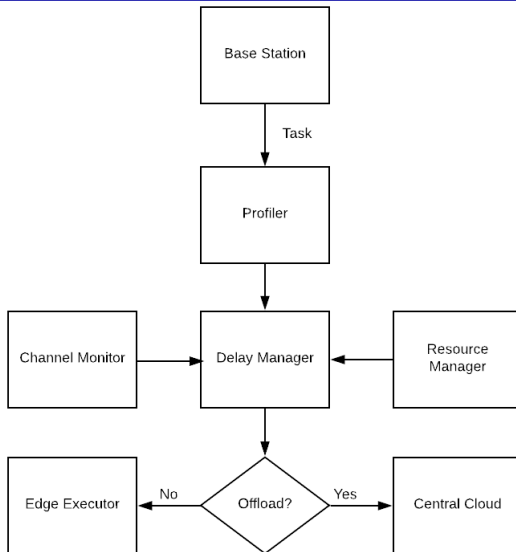 Base Station
Task
Profiler
Channel Monitor
Delay Manager
Resource
Manager
Edge Executor
No
Offload?
Yes
Central Cloud